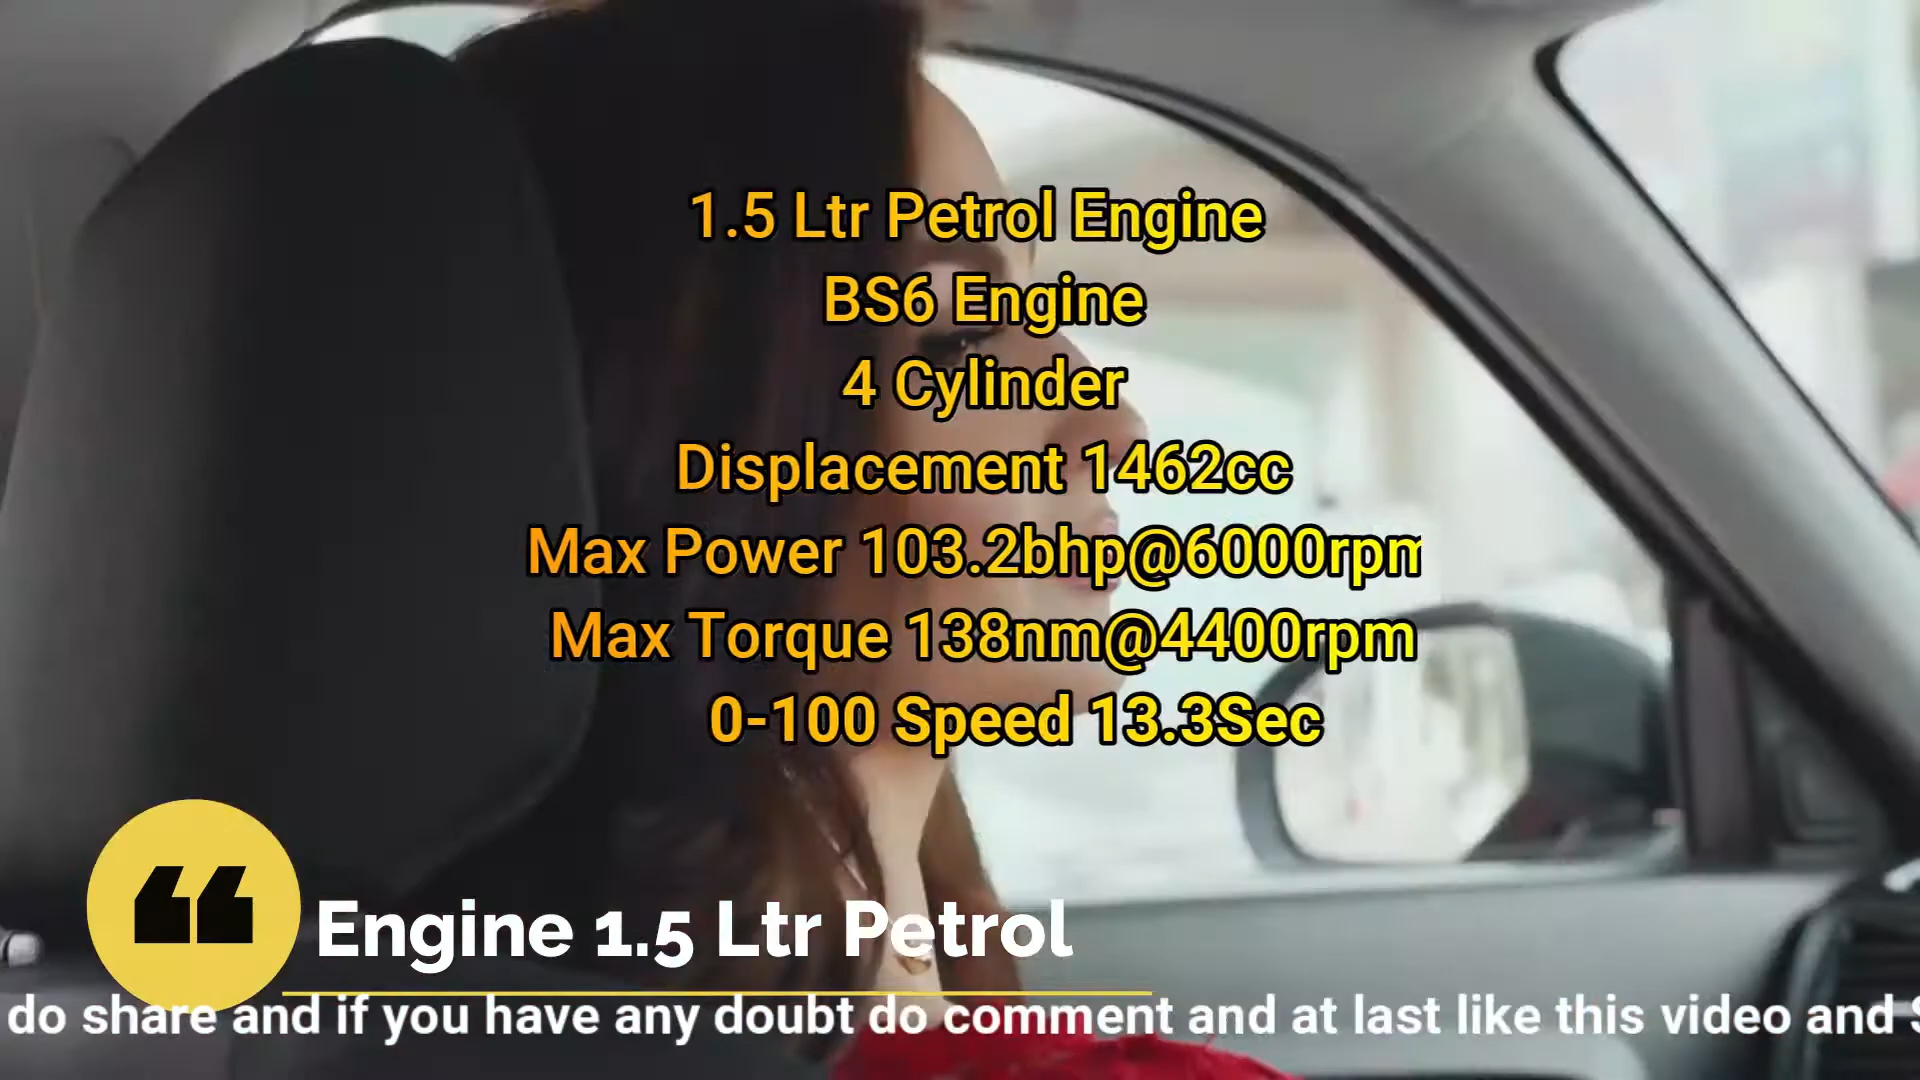 1.5 Ltr Petrol Engine
BS6 Engine
4 Cylinder
Displacement 1462cc
Max Power 103.2bhp@6000rpm
Max Torque 138nm@4400rpm
0-100 Speed 13.3Sec
Engine 1.5 Ltr Petrol
do share and if you have any doubt do comment and at last like this video and